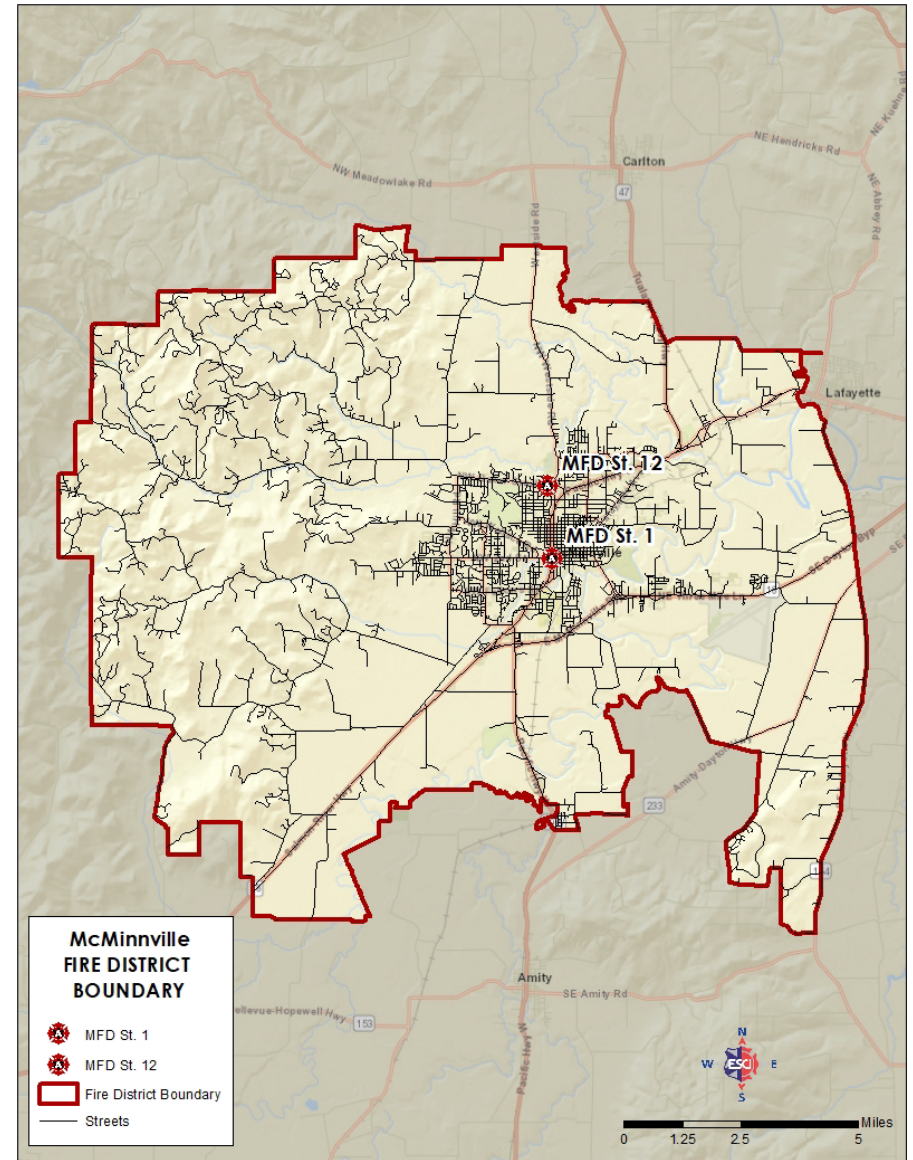 Carlton
NE Hendricks Rd
NE Kuehne Rd
NW Meadowlake Rd
47
NE Abbey Rd
Lafayette
MFD St. 12
MFD St. 1
SE Dayton Byp
Amity-Dayton Hwy
233
Salmon River Hwy
154
Amity
SE Amity Rd
153
Pacific Hwy
McMinnville
FIRE DISTRICT
BOUNDARY
MFD St. 1
MFD St. 12
Fire District Boundary
Streets
N
W
ESCI
E
S
Miles
0 1.25 2.5 5